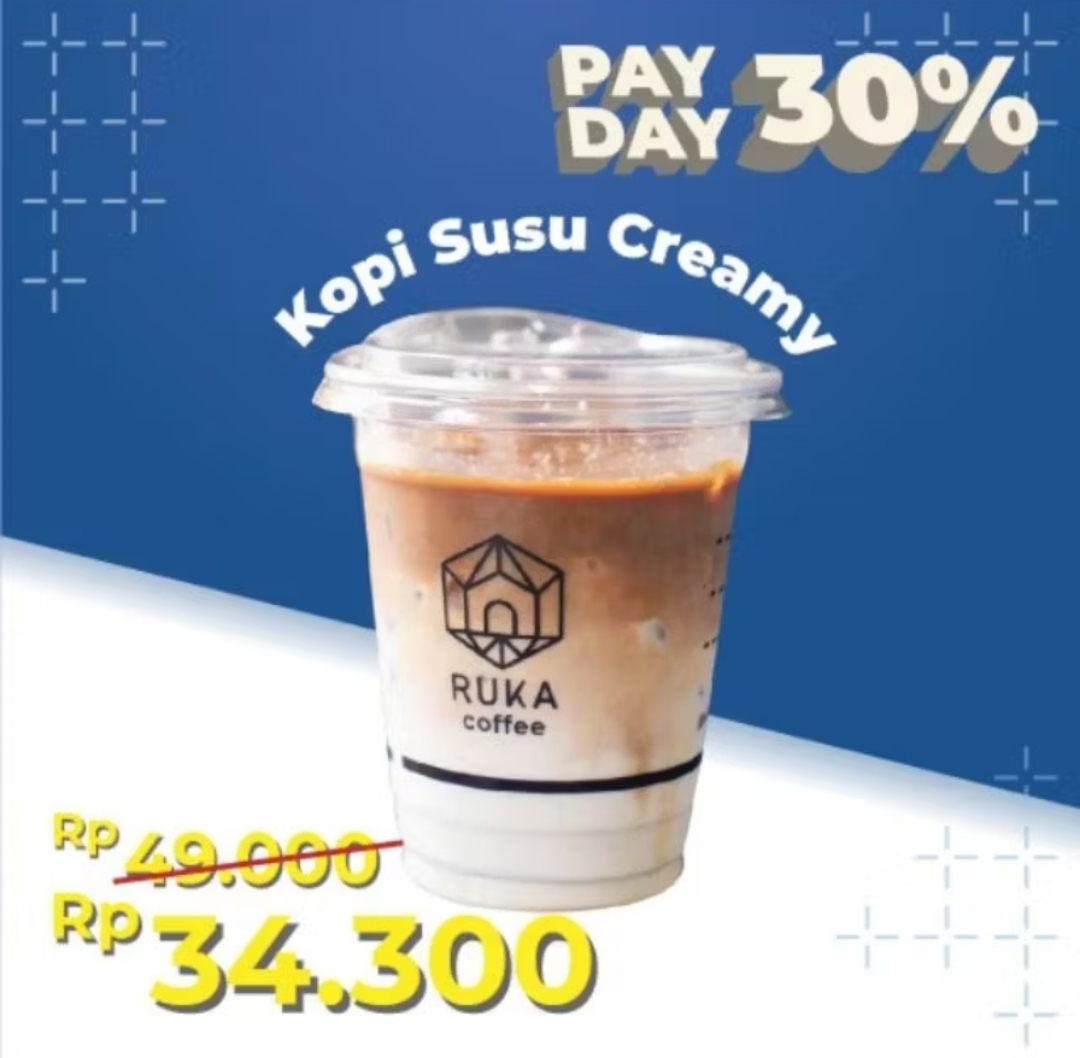 PAY
DAY
30%
Kopi Susu Creamy
RUKA
coffee
Rp 49.000
Rp 34.300